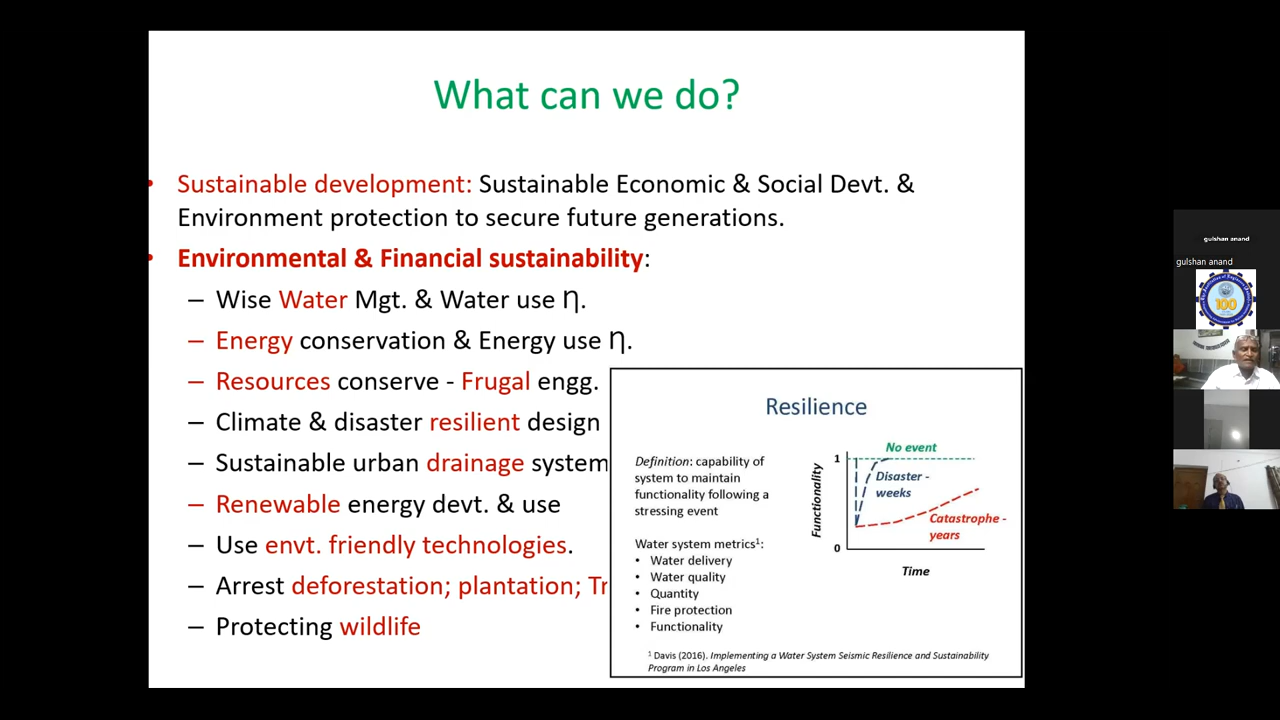 What can we do?
• Sustainable development: Sustainable Economic & Social Devt. &
Environment protection to secure future generations.
• Environmental & Financial sustainability:
– Wise Water Mgt. & Water use Ƞ.
– Energy conservation & Energy use Ƞ.
– Resources conserve - Frugal engg.
– Climate & disaster resilient design
– Sustainable urban drainage system
– Renewable energy devt. & use
– Use envt. friendly technologies.
– Arrest deforestation; plantation; Tr
– Protecting wildlife
Resilience
Definition: capability of
system to maintain
functionality following a
stressing event
Water system metrics¹:
• Water delivery
• Water quality
• Quantity
• Fire protection
• Functionality
No event
1
Disaster -
weeks
Functionality
Catastrophe -
years
0
Time
¹ Davis (2016). Implementing a Water System Seismic Resilience and Sustainability
Program in Los Angeles
gulshan anand
gulshan anand
100